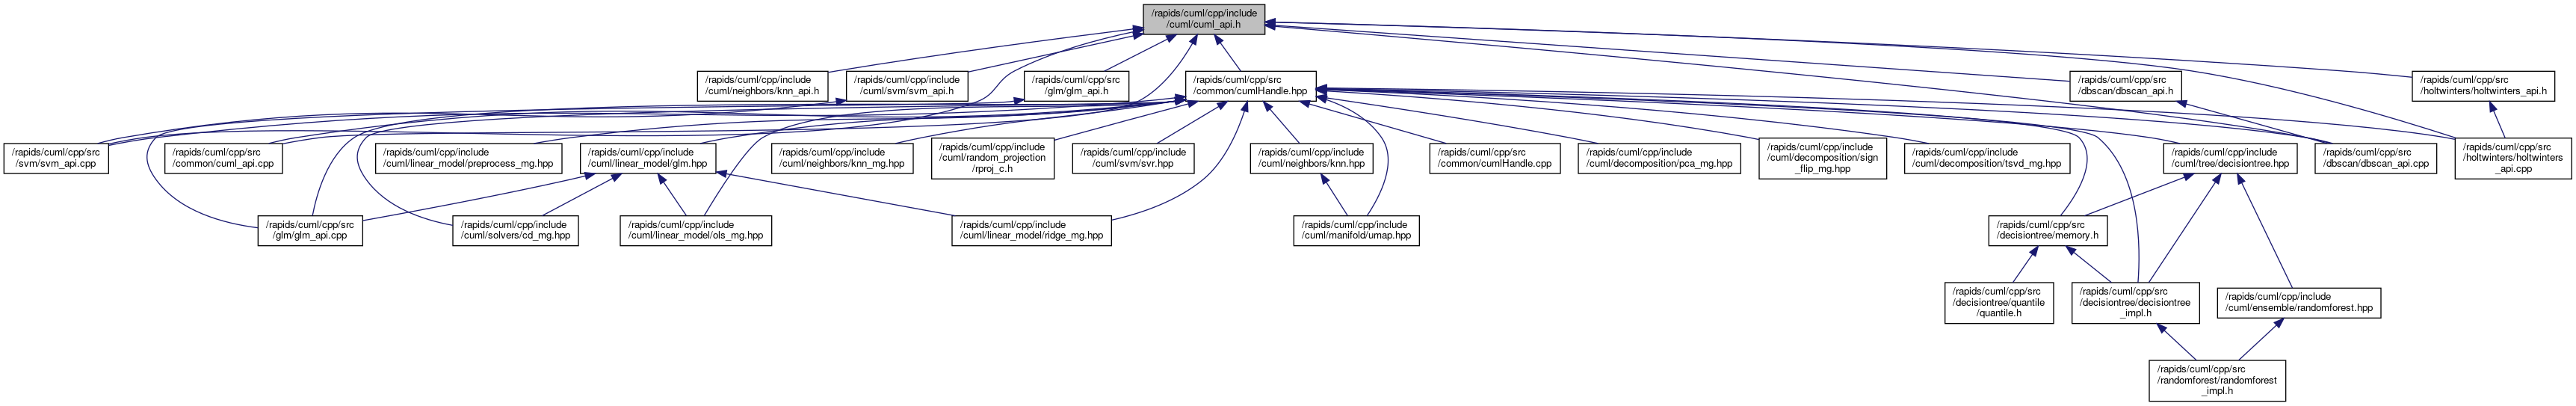 /rapids/cuml/cpp/include
/cuml/cuml_api.h
/rapids/cuml/cpp/include
/cuml/neighbors/knn_api.h
/rapids/cuml/cpp/include
/cuml/svm/svm_api.h
/rapids/cuml/cpp/src
/glm/glm_api.h
/rapids/cuml/cpp/src
/common/cumlHandle.hpp
/rapids/cuml/cpp/src
/dbscan/dbscan_api.h
/rapids/cuml/cpp/src
/holtwinters/holtwinters_api.h
/rapids/cuml/cpp/src
/svm/svm_api.cpp
/rapids/cuml/cpp/src
/common/cuml_api.cpp
/rapids/cuml/cpp/include
/cuml/linear_model/preprocess_mg.hpp
/rapids/cuml/cpp/include
/cuml/linear_model/glm.hpp
/rapids/cuml/cpp/include
/cuml/neighbors/knn_mg.hpp
/rapids/cuml/cpp/include
/cuml/random_projection
/rproj_c.h
/rapids/cuml/cpp/include
/cuml/svm/svr.hpp
/rapids/cuml/cpp/include
/cuml/neighbors/knn.hpp
/rapids/cuml/cpp/src
/common/cumlHandle.cpp
/rapids/cuml/cpp/include
/cuml/decomposition/pca_mg.hpp
/rapids/cuml/cpp/include
/cuml/decomposition/sign
_flip_mg.hpp
/rapids/cuml/cpp/include
/cuml/decomposition/tsvd_mg.hpp
/rapids/cuml/cpp/include
/cuml/tree/decisiontree.hpp
/rapids/cuml/cpp/src
/dbscan/dbscan_api.cpp
/rapids/cuml/cpp/src
/holtwinters/holtwinters
_api.cpp
/rapids/cuml/cpp/src
/glm/glm_api.cpp
/rapids/cuml/cpp/include
/cuml/solvers/cd_mg.hpp
/rapids/cuml/cpp/include
/cuml/linear_model/ols_mg.hpp
/rapids/cuml/cpp/include
/cuml/linear_model/ridge_mg.hpp
/rapids/cuml/cpp/include
/cuml/manifold/umap.hpp
/rapids/cuml/cpp/src
/decisiontree/memory.h
/rapids/cuml/cpp/src
/decisiontree/quantile
/quantile.h
/rapids/cuml/cpp/src
/decisiontree/decisiontree
_impl.h
/rapids/cuml/cpp/include
/cuml/ensemble/randomforest.hpp
/rapids/cuml/cpp/src
/randomforest/randomforest
_impl.h